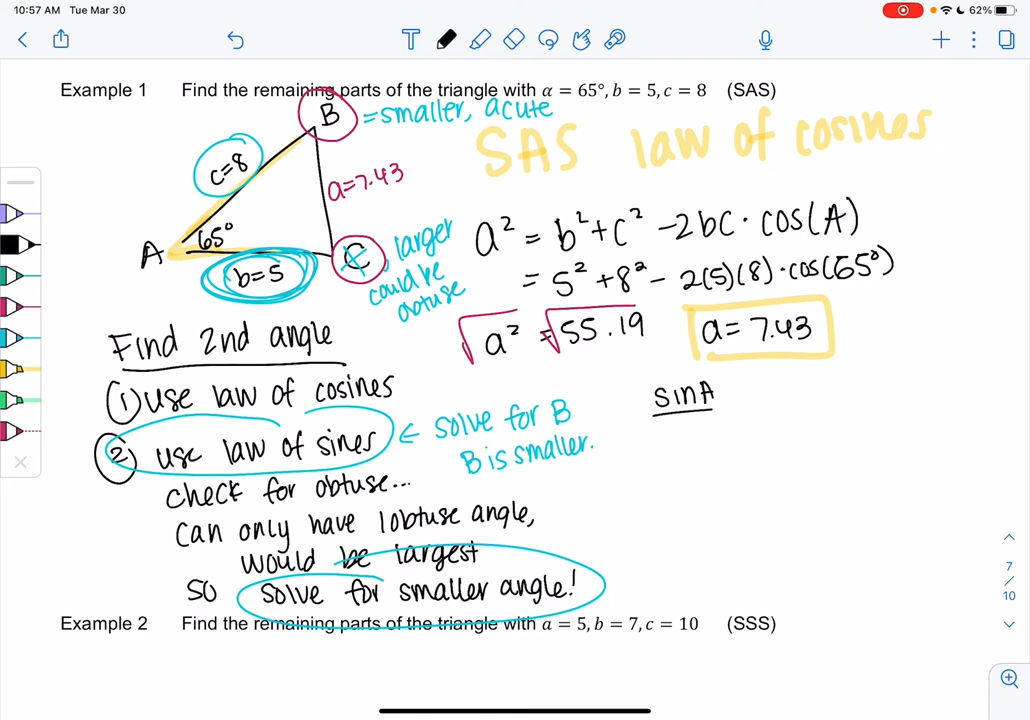 10:57 AM Tue Mar 30
62%
T
Example 1 Find the remaining parts of the triangle with α = 65°, b = 5, c = 8 (SAS)
B = smaller, acute
SAS law of cosines
c=8
a=7.43
A 65°
b=5
C, larger
could be
obtuse
a² = b² + c² - 2bc · cos(A)
= 5² + 8² - 2(5)(8) · cos(65°)
√a² = √55.19 a = 7.43
Find 2nd angle
① use law of cosines
sinA
② use law of sines ← solve for B
B is smaller.
check for obtuse...
can only have 1 obtuse angle,
would be largest
so solve for smaller angle!
Example 2 Find the remaining parts of the triangle with a = 5, b = 7, c = 10 (SSS)
7
/
10